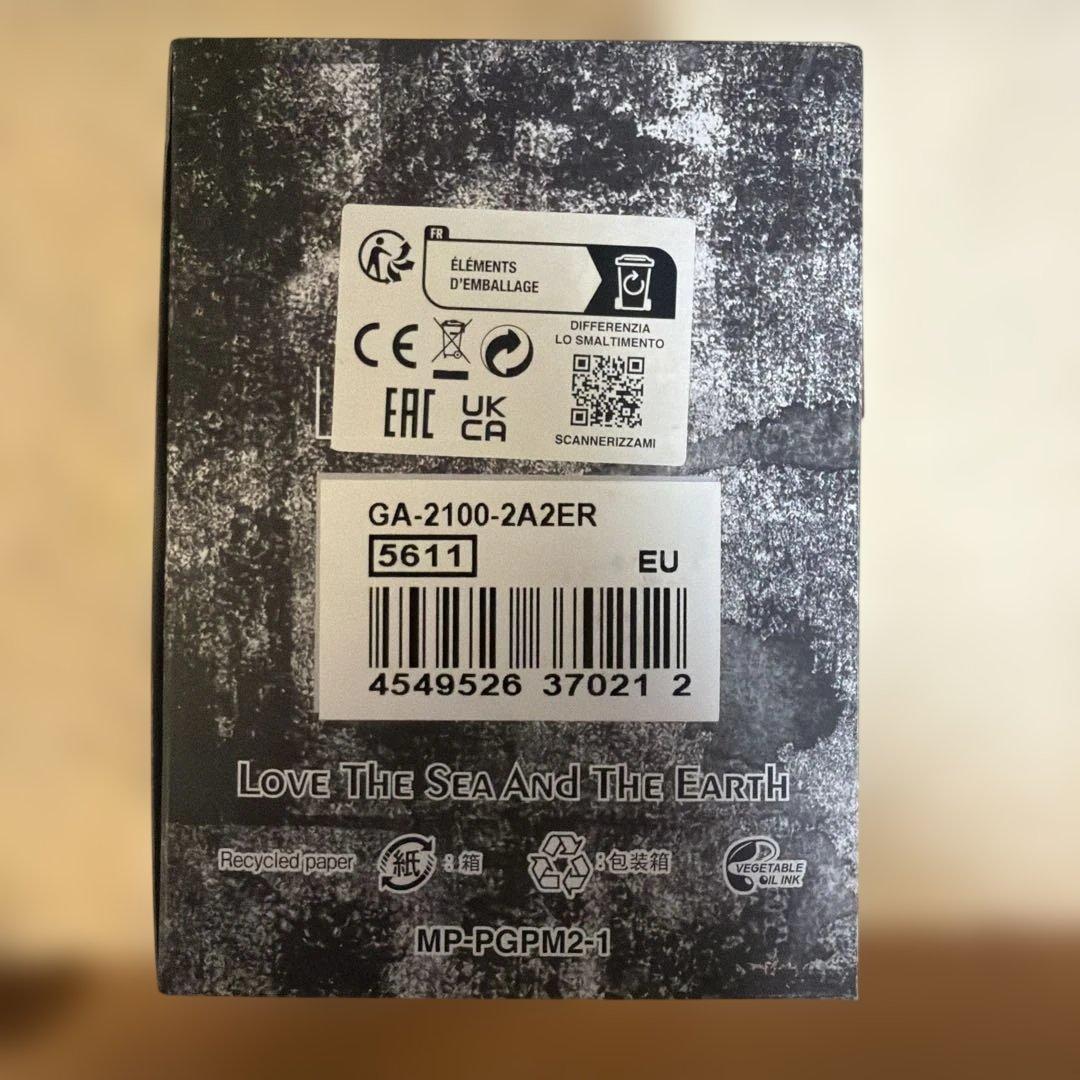 FR
ÉLÉMENTS
D'EMBALLAGE
DIFFERENZIA
LO SMALTIMENTO
CE
EAC
UK
CA
SCANNERIZZAMI
GA-2100-2A2ER
5611
EU
4549526 37021 2
LOVE THE SEA AND THE EARTH
Recycled paper
紙 : 箱
: 包装箱
VEGETABLE
OIL INK
MP-PGPM2-1